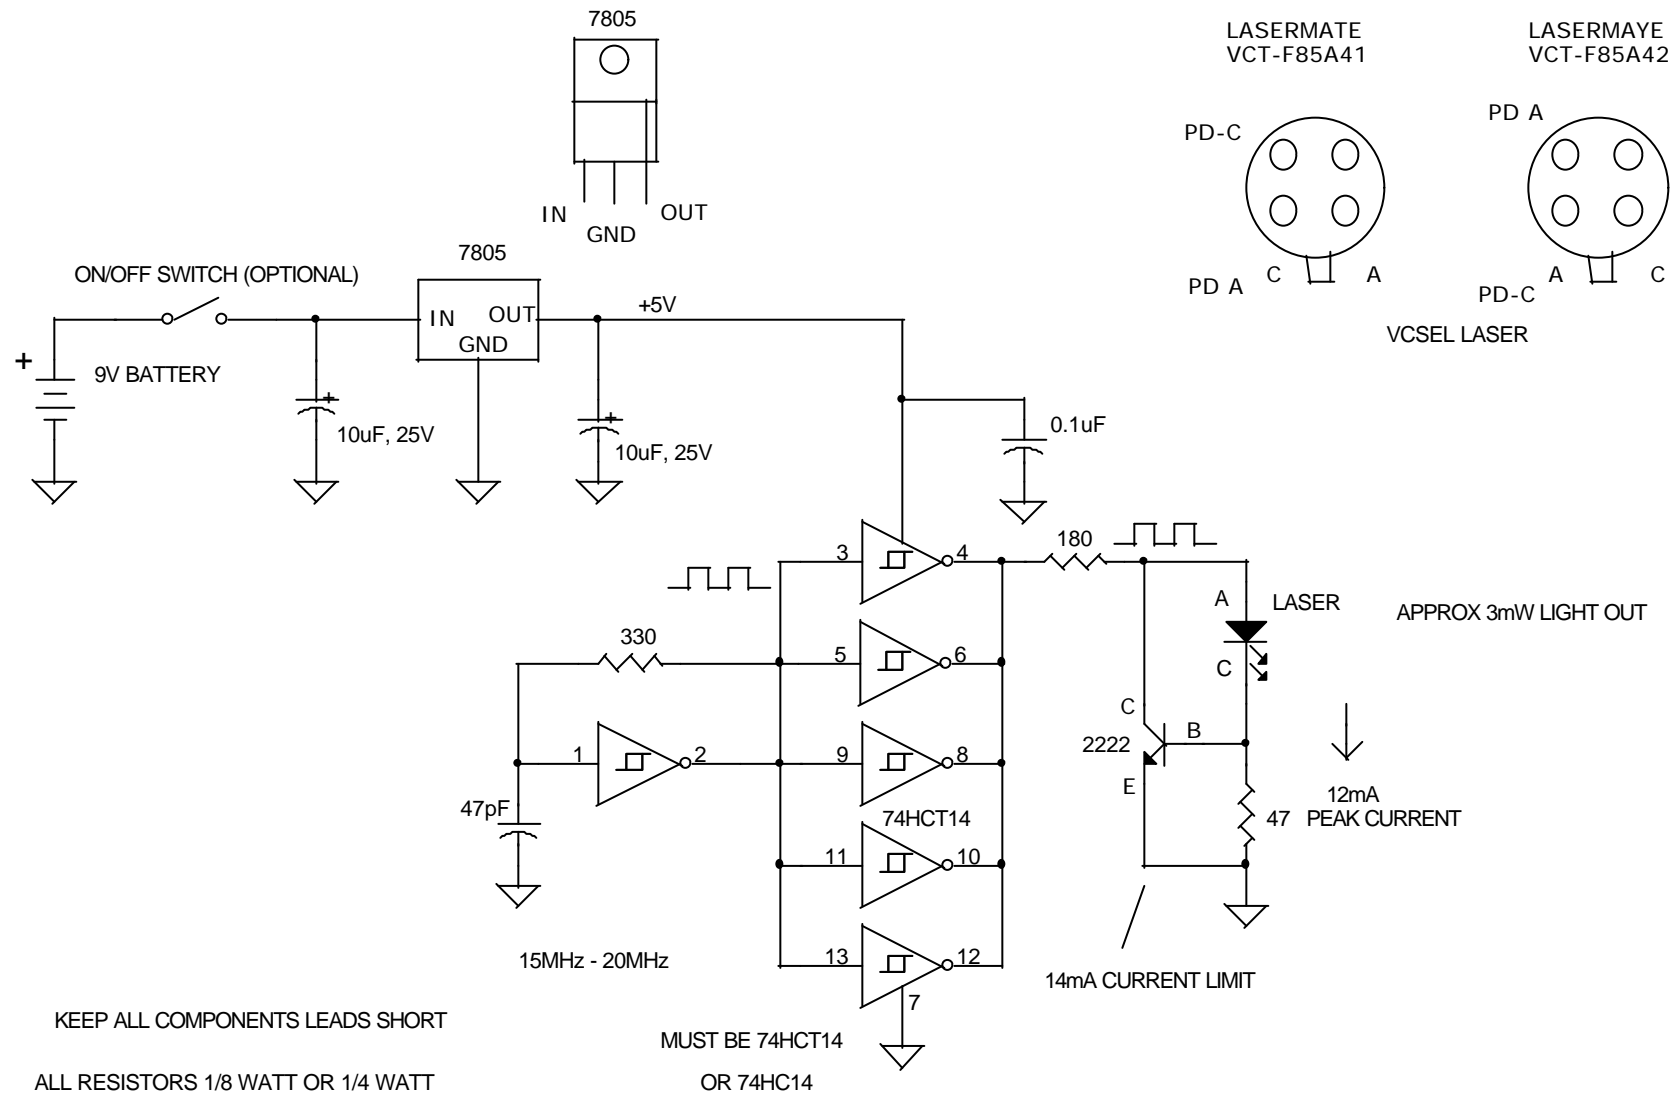 7805
LASERMATE
VCT-F85A41
LASERMAYE
VCT-F85A42
PD-C
PD A
IN
GND
OUT
PD A
C
A
PD-C
A
C
VCSEL LASER
ON/OFF SWITCH (OPTIONAL)
7805
IN
OUT
GND
+5V
+
9V BATTERY
+
10uF, 25V
+
10uF, 25V
0.1uF
3
4
180
A
LASER
APPROX 3mW LIGHT OUT
330
5
6
C
1
2
9
8
C
2222
B
E
47pF
74HCT14
12mA
47
PEAK CURRENT
11
10
15MHz - 20MHz
13
12
14mA CURRENT LIMIT
7
KEEP ALL COMPONENTS LEADS SHORT
MUST BE 74HCT14
OR 74HC14
ALL RESISTORS 1/8 WATT OR 1/4 WATT